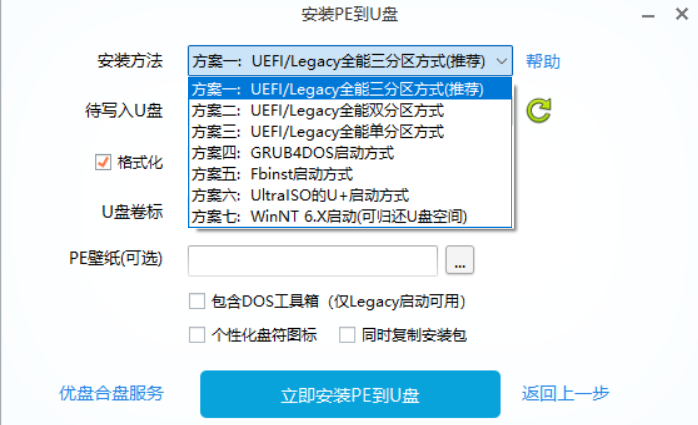 安装PE到U盘
安装方法 方案一：UEFI/Legacy全能三分区方式(推荐) 帮助
方案一：UEFI/Legacy全能三分区方式(推荐)
待写入U盘 方案二：UEFI/Legacy全能双分区方式
方案三：UEFI/Legacy全能单分区方式
格式化 方案四：GRUB4DOS启动方式
方案五：Fbinst启动方式
方案六：UltraISO的U+启动方式
U盘卷标 方案七：WinNT 6.X启动(可归还U盘空间)
PE壁纸(可选) ...
包含DOS工具箱（仅Legacy启动可用）
个性化盘符图标 同时复制安装包
优盘合盘服务 立即安装PE到U盘 返回上一步